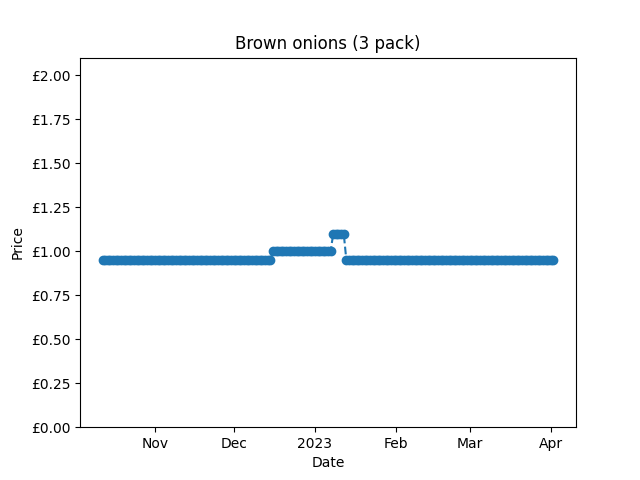 Brown onions (3 pack)
£2.00
£1.75
£1.50
£1.25
£1.00
£0.75
£0.50
£0.25
£0.00
Price
Nov Dec 2023 Feb Mar Apr
Date